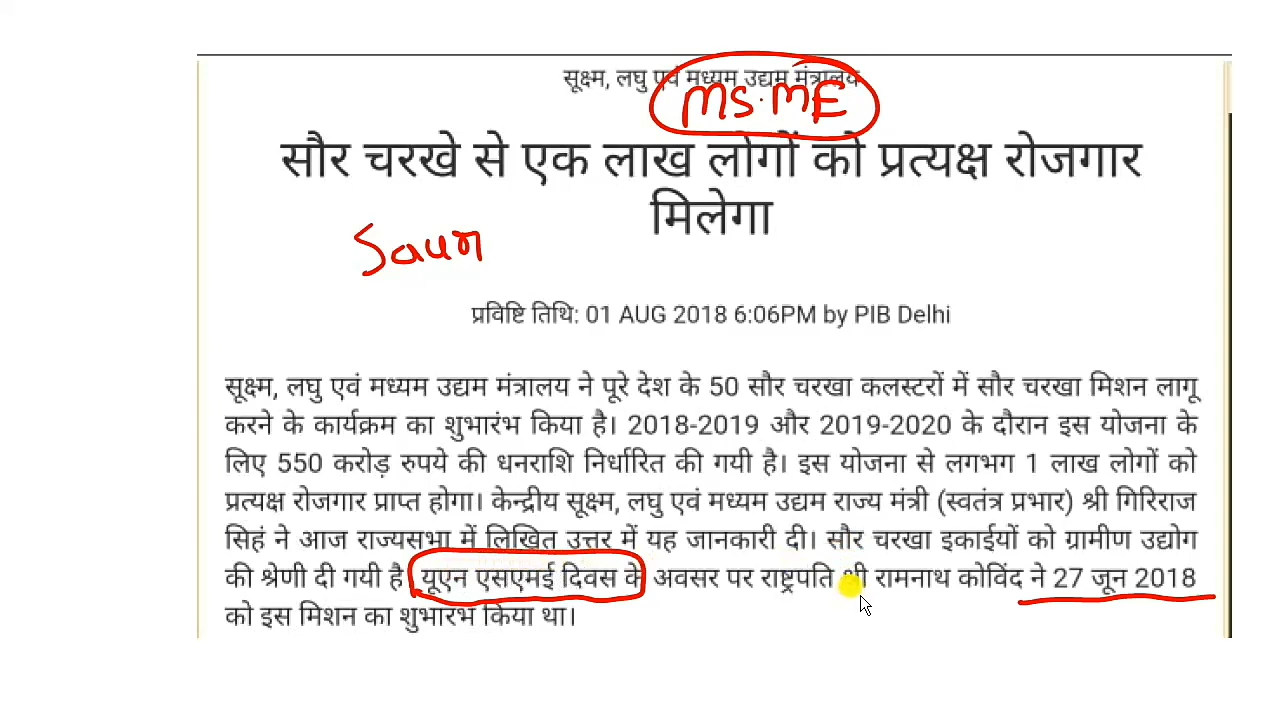 सूक्ष्म, लघु एवं मध्यम उद्यम मंत्रालय
MS.ME
सौर चरखे से एक लाख लोगों को प्रत्यक्ष रोजगार
मिलेगा
Saur
प्रविष्टि तिथि: 01 AUG 2018 6:06PM by PIB Delhi
सूक्ष्म, लघु एवं मध्यम उद्यम मंत्रालय ने पूरे देश के 50 सौर चरखा कलस्टरों में सौर चरखा मिशन लागू
करने के कार्यक्रम का शुभारंभ किया है। 2018-2019 और 2019-2020 के दौरान इस योजना के
लिए 550 करोड़ रुपये की धनराशि निर्धारित की गयी है। इस योजना से लगभग 1 लाख लोगों को
प्रत्यक्ष रोजगार प्राप्त होगा। केन्द्रीय सूक्ष्म, लघु एवं मध्यम उद्यम राज्य मंत्री (स्वतंत्र प्रभार) श्री गिरिराज
सिहं ने आज राज्यसभा में लिखित उत्तर में यह जानकारी दी। सौर चरखा इकाईयों को ग्रामीण उद्योग
की श्रेणी दी गयी है यूएन एसएमई दिवस के अवसर पर राष्ट्रपति श्री रामनाथ कोविंद ने 27 जून 2018
को इस मिशन का शुभारंभ किया था।